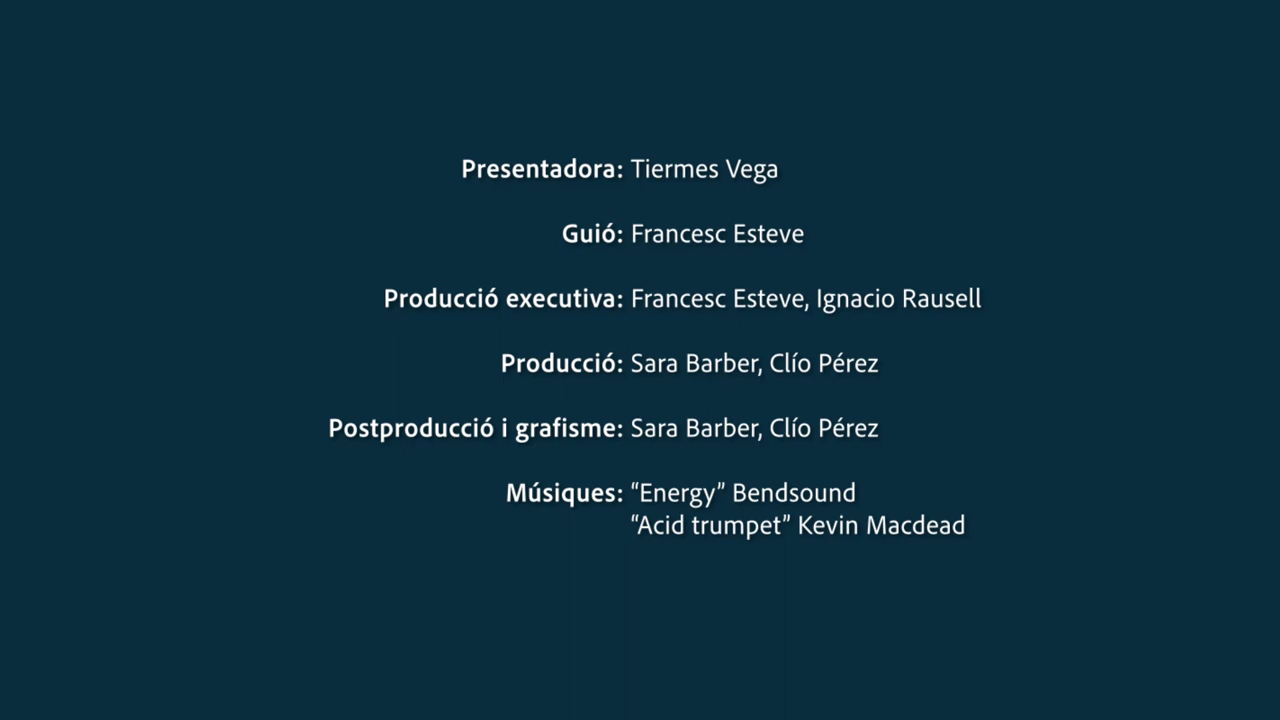 Presentadora: Tiermes Vega
Guió: Francesc Esteve
Producció executiva: Francesc Esteve, Ignacio Rausell
Producció: Sara Barber, Clío Pérez
Postproducció i grafisme: Sara Barber, Clío Pérez
Músiques: “Energy” Bendsound
“Acid trumpet” Kevin Macdead